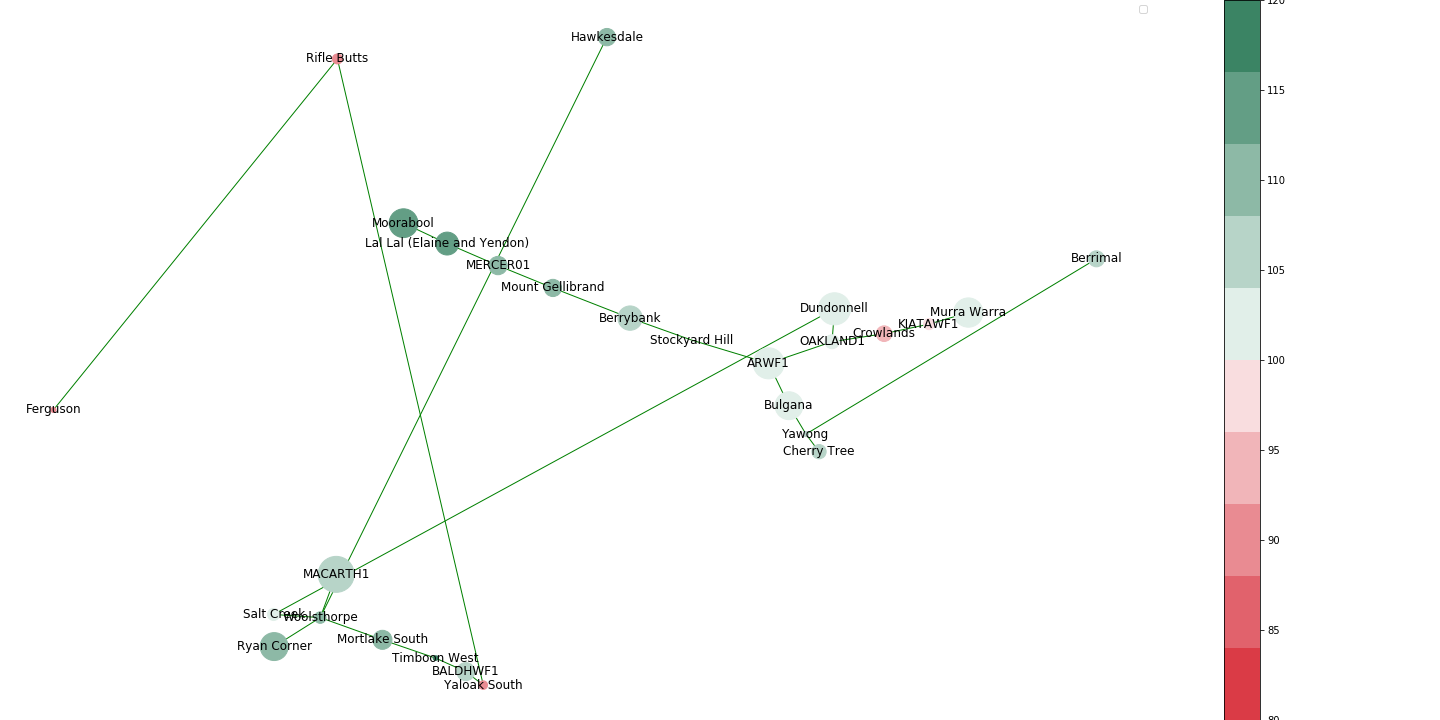 120
Hawkesdale
Rifle Butts
115
110
Moorabool
Lal Lal (Elaine and Yendon)
Berrimal
MERCER01
105
Mount Gellibrand
Dundonnell
Murra Warra
Berrybank
KIATAWF1
Crowlands
Stockyard Hill
OAKLAND1
100
ARWF1
Bulgana
Ferguson
Yawong
95
Cherry Tree
90
MACARTH1
Salt Creek
Woolsthorpe
85
Mortlake South
Ryan Corner
Timboon West
BALDHWF1
Yaloak South
80